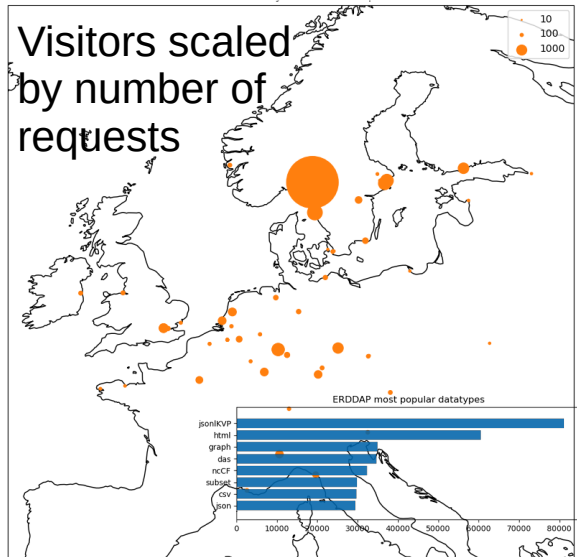 Visitors scaled
by number of
requests
10
100
1000
ERDDAP most popular datatypes
jsonlKVP
html
graph
das
ncCF
subset
csv
json
0 10000 20000 30000 40000 50000 60000 70000 80000